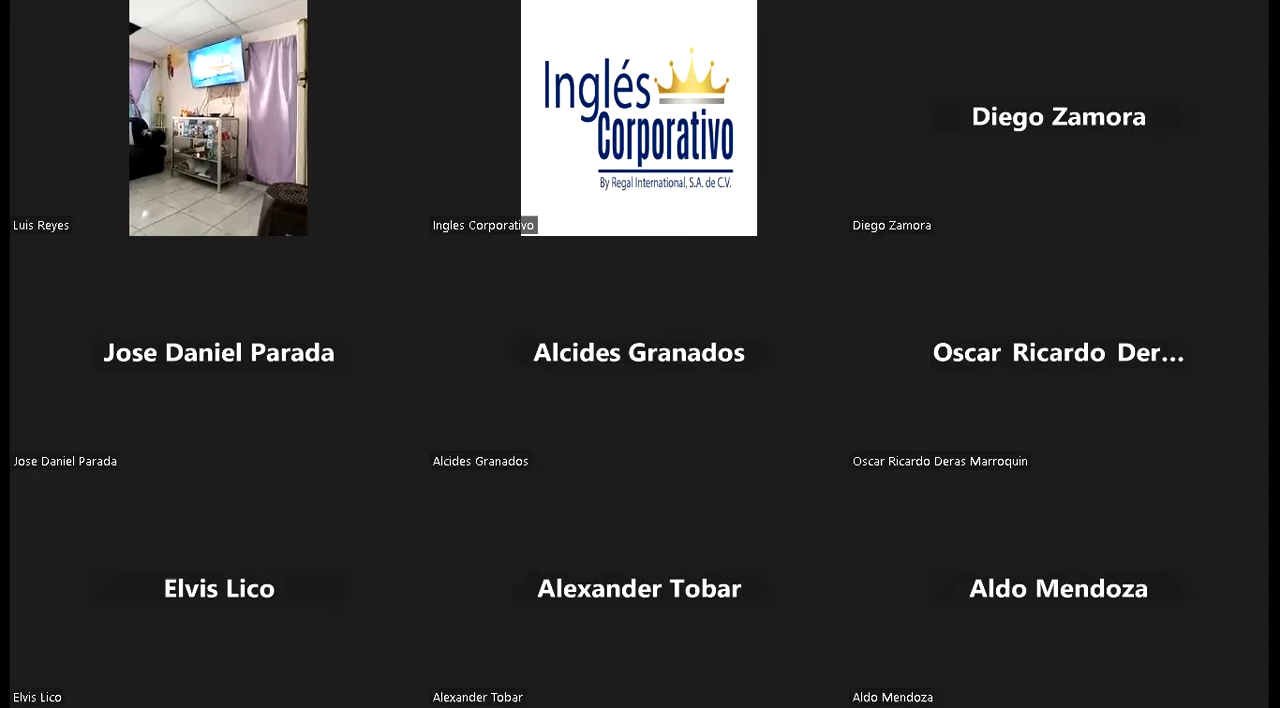 Inglés
Corporativo
By Regal International, S.A. de C.V.
Diego Zamora
Luis Reyes
Ingles Corporativo
Diego Zamora
Jose Daniel Parada
Alcides Granados
Oscar Ricardo Der...
Jose Daniel Parada
Alcides Granados
Oscar Ricardo Deras Marroquin
Elvis Lico
Alexander Tobar
Aldo Mendoza
Elvis Lico
Alexander Tobar
Aldo Mendoza